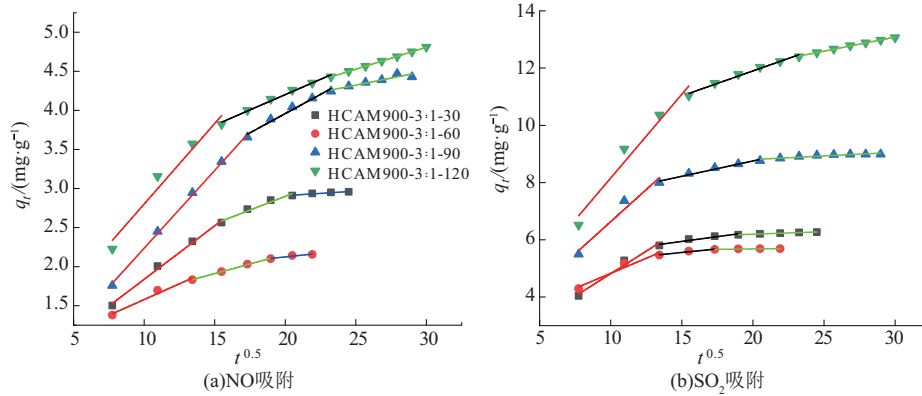 5.0
4.5
4.0
3.5
3.0
2.5
2.0
1.5
qt/(mg·g⁻¹)
HCAM900-3:1-30
HCAM900-3:1-60
HCAM900-3:1-90
HCAM900-3:1-120
5 10 15 20 25 30
t^0.5
(a)NO吸附
14
12
10
8
6
4
qt/(mg·g⁻¹)
5 10 15 20 25 30
t^0.5
(b)SO₂吸附